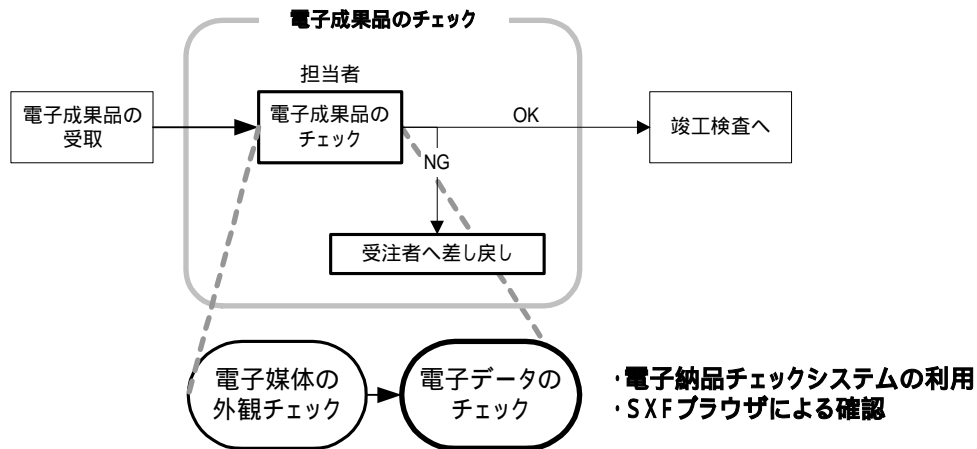 電子成果品のチェック
担当者
電子成果品の
受取
電子成果品の
チェック
OK
竣工検査へ
NG
受注者へ差し戻し
電子媒体の
外観チェック
電子データの
チェック
・電子納品チェックシステムの利用
・SXFブラウザによる確認